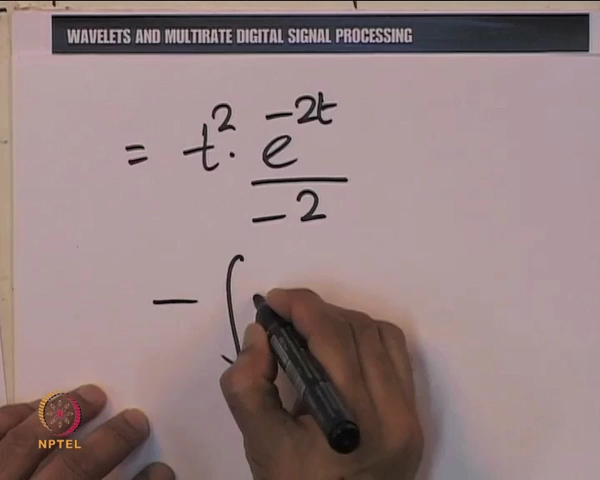 WAVELETS AND MULTIRATE DIGITAL SIGNAL PROCESSING
= t². e^{-2t} / -2
- ∫
NPTEL